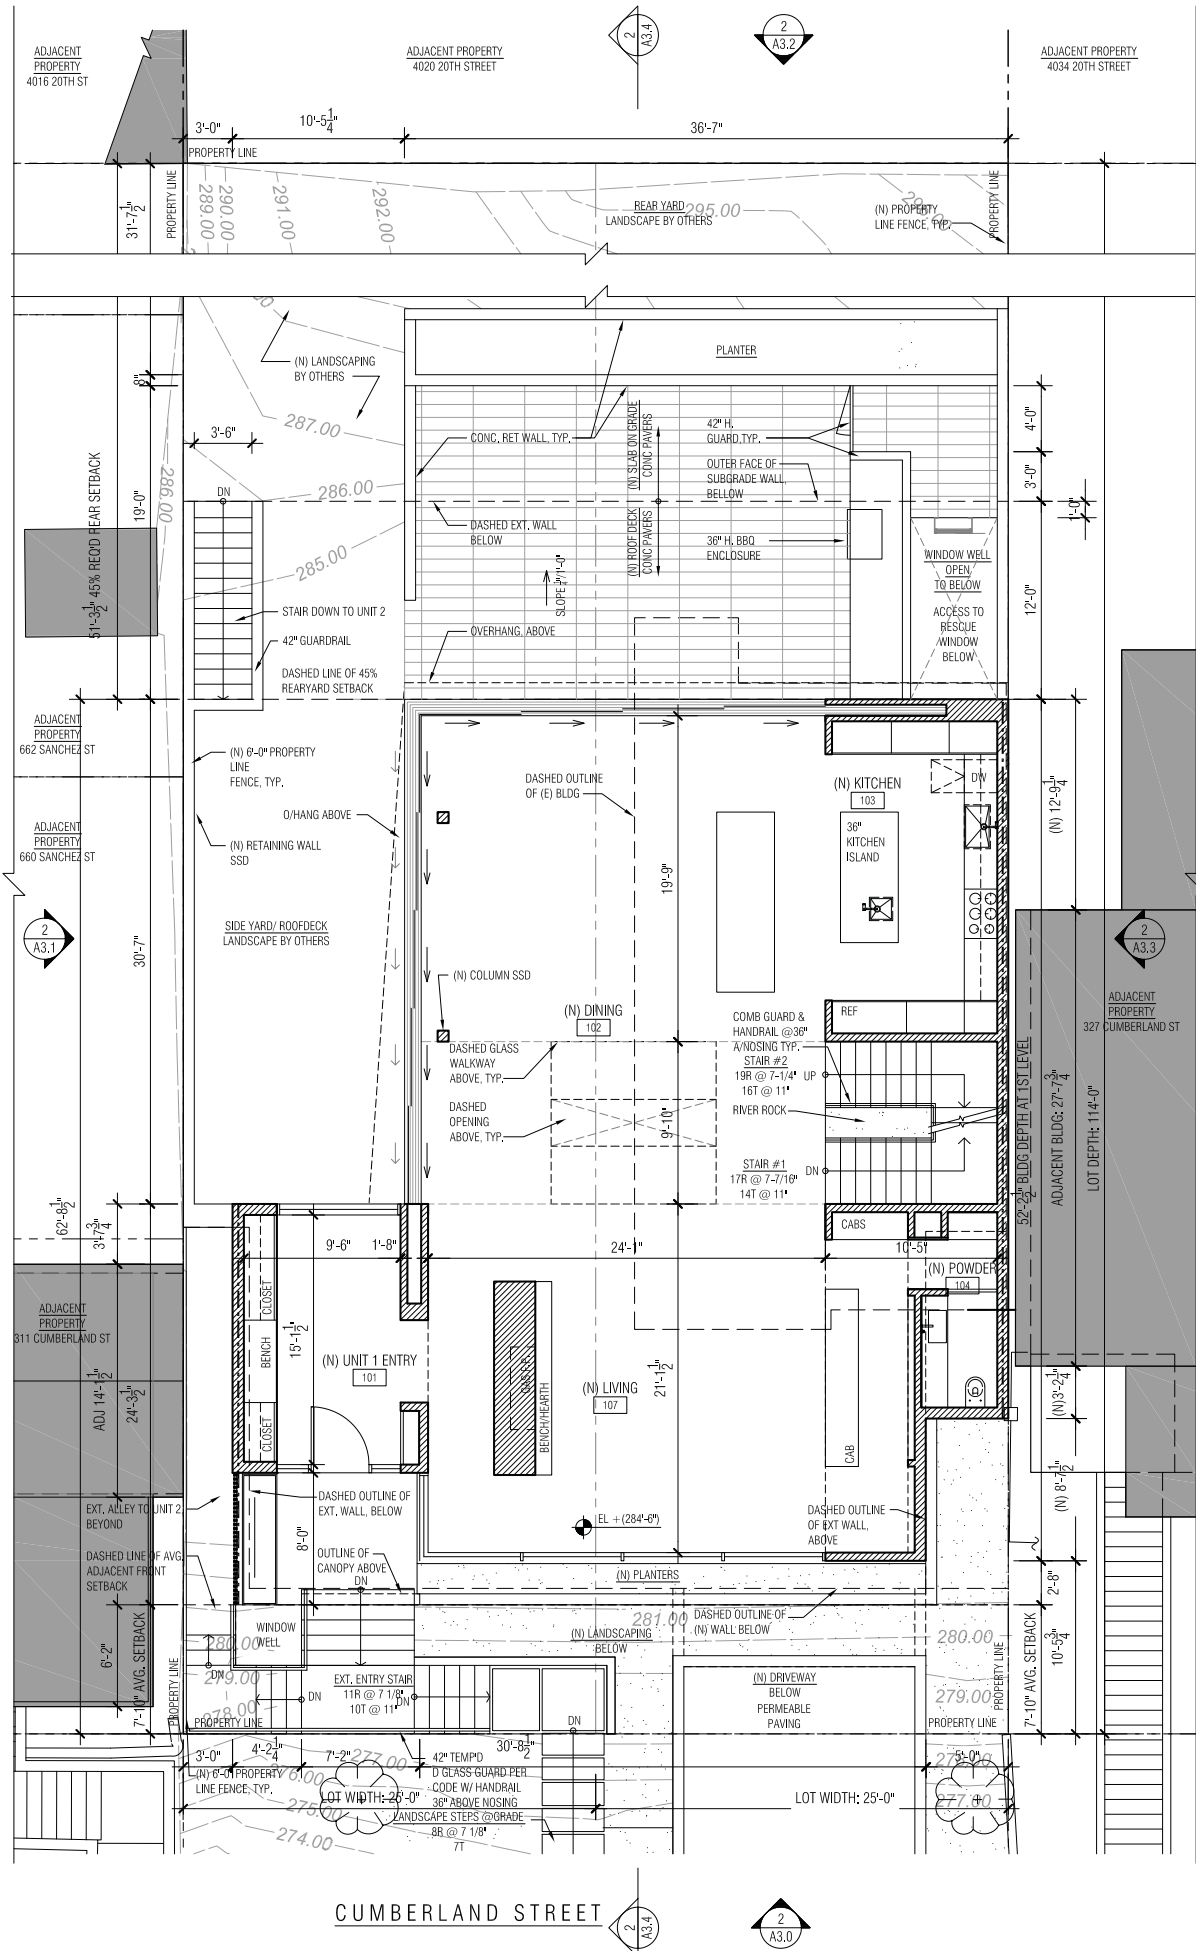 ADJACENT
PROPERTY
4016 20TH ST
ADJACENT PROPERTY
4020 20TH STREET
2
A3.4
2
A3.2
ADJACENT PROPERTY
4034 20TH STREET
3'-0"
10'-5 1/4"
36'-7"
PROPERTY LINE
31'-7 1/2"
PROPERTY LINE
289.00
290.00
291.00
292.00
REAR YARD
LANDSCAPE BY OTHERS
295.00
(N) PROPERTY
LINE FENCE, TYP.
PROPERTY LINE
(N) LANDSCAPING
BY OTHERS
PLANTER
8"
287.00
3'-6"
CONC. RET WALL, TYP.
(N) SLAB ON GRADE
CONC PAVERS
42" H.
GUARD,TYP.
4'-0"
OUTER FACE OF
SUBGRADE WALL,
BELLOW
3'-0"
DN
286.00
286.00
51'-3 1/2" 45% REQ'D REAR SETBACK
19'-0"
DASHED EXT. WALL
BELOW
(N) ROOF DECK
CONC PAVERS
36" H. BBQ
ENCLOSURE
1'-0"
WINDOW WELL
OPEN
TO BELOW
285.00
SLOPE 1/4"/1'-0"
ACCESS TO
RESCUE
WINDOW
BELOW
12'-0"
STAIR DOWN TO UNIT 2
42" GUARDRAIL
OVERHANG, ABOVE
DASHED LINE OF 45%
REARYARD SETBACK
ADJACENT
PROPERTY
662 SANCHEZ ST
(N) 6'-0" PROPERTY
LINE
FENCE, TYP.
DASHED OUTLINE
OF (E) BLDG
DW
(N) KITCHEN
103
(N) 12'-9 1/4"
O/HANG ABOVE
ADJACENT
PROPERTY
660 SANCHEZ ST
(N) RETAINING WALL
SSD
36"
KITCHEN
ISLAND
19'-9"
2
A3.1
SIDE YARD/ ROOFDECK
LANDSCAPE BY OTHERS
30'-7"
2
A3.3
(N) COLUMN SSD
(N) DINING
102
COMB GUARD &
HANDRAIL @36"
A/NOSING TYP.
REF
ADJACENT
PROPERTY
327 CUMBERLAND ST
DASHED GLASS
WALKWAY
ABOVE, TYP.
STAIR #2
19R @ 7-1/4"
16T @ 11"
UP
DASHED
OPENING
ABOVE, TYP.
9'-10"
RIVER ROCK
52'-2 1/2" BLDG DEPTH AT 1ST LEVEL
ADJACENT BLDG: 27'-7 3/4"
LOT DEPTH: 114'-0"
STAIR #1
17R @ 7-7/16"
14T @ 11"
DN
62'-8 1/2"
3'-7 3/4"
CABS
9'-6"
1'-8"
24'-1"
10'-5"
(N) POWDER
104
CLOSET
ADJACENT
PROPERTY
311 CUMBERLAND ST
BENCH
15'-1 1/2"
(N) UNIT 1 ENTRY
101
GAS F.P.
BENCH/HEARTH
(N) LIVING
107
21'-1 1/2"
(N)3'-2 1/4"
ADJ 14'-1 1/2"
24'-3 1/2"
CLOSET
CAB
(N) 8'-7 1/2"
EXT. ALLEY TO UNIT 2,
BEYOND
DASHED OUTLINE OF
EXT. WALL, BELOW
EL +(284'-6")
DASHED OUTLINE
OF EXT WALL,
ABOVE
8'-0"
DASHED LINE OF AVG.
ADJACENT FRONT
SETBACK
OUTLINE OF
CANOPY ABOVE
DN
(N) PLANTERS
2'-8"
WINDOW
WELL
281.00
DASHED OUTLINE OF
(N) WALL BELOW
280.00
280.00
(N) LANDSCAPING
BELOW
6'-2"
7'-10" AVG. SETBACK
7'-10" AVG. SETBACK
10'-5 3/4"
DN
279.00
278.00
EXT. ENTRY STAIR
11R @ 7 1/8"
10T @ 11"
DN
DN
(N) DRIVEWAY
BELOW
PERMEABLE
PAVING
279.00
PROPERTY LINE
PROPERTY LINE
PROPERTY LINE
PROPERTY LINE
DN
3'-0"
4'-2 1/4"
7'-2"
277.00
30'-8 1/2"
5'-0"
(N) 6'-0" PROPERTY
LINE FENCE, TYP.
276.00
42" TEMP'D
D GLASS GUARD PER
CODE W/ HANDRAIL
36" ABOVE NOSING
LOT WIDTH: 25'-0"
LOT WIDTH: 25'-0"
277.00
275.00
LANDSCAPE STEPS @GRADE
8R @ 7 1/8"
7T
274.00
CUMBERLAND STREET
2
A3.4
2
A3.0